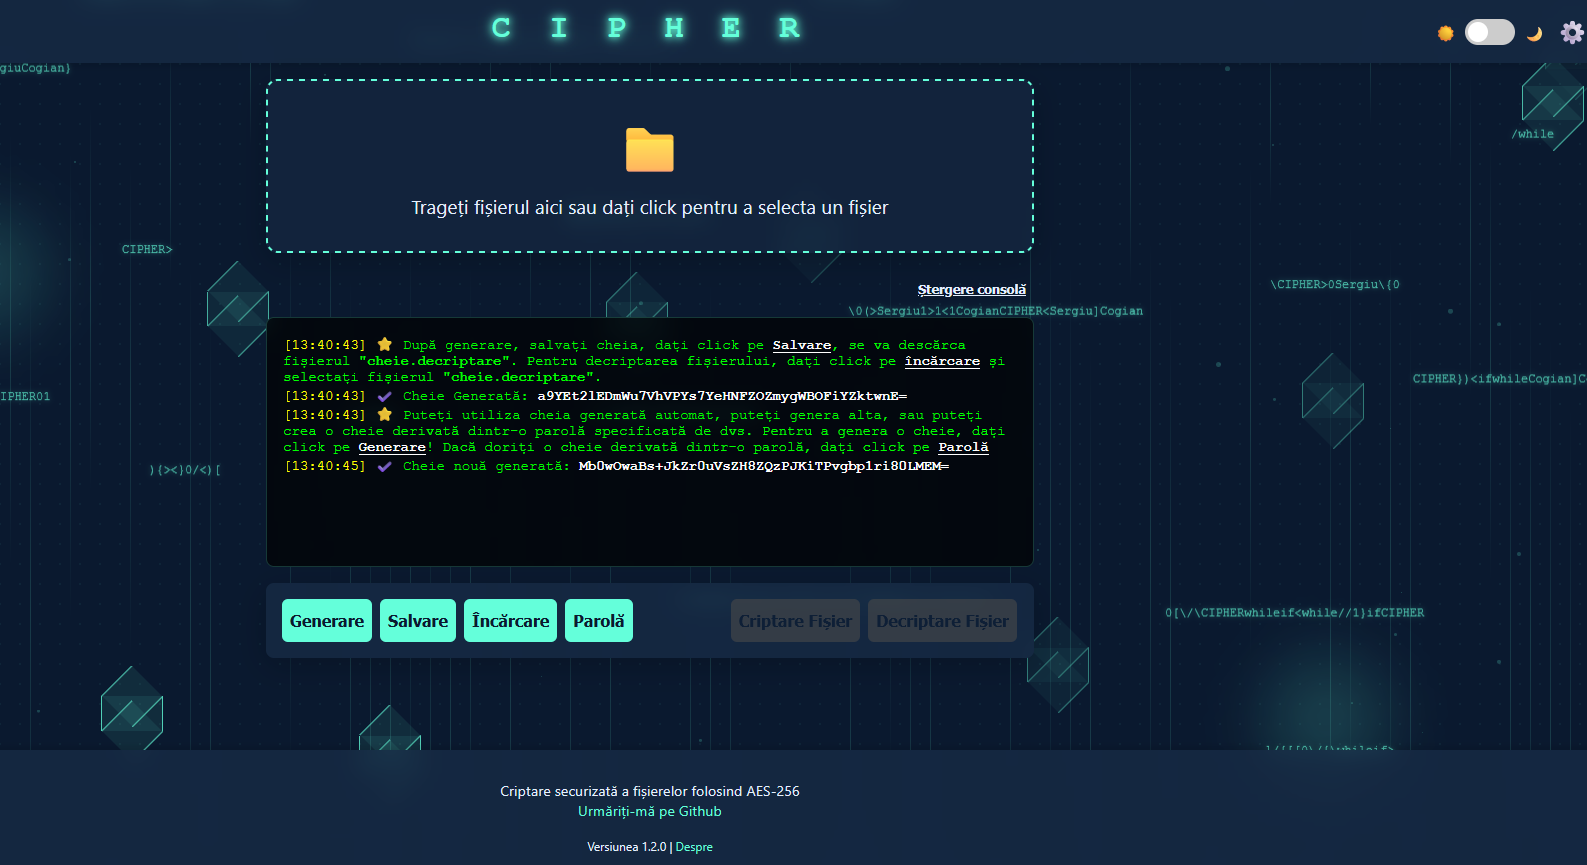 C I P H E R
giuCogian}
/while
Trageți fișierul aici sau dați click pentru a selecta un fișier
CIPHER>
\CIPHER>0Sergiu\{0
Ștergere consolă
\0(>Sergiu1>1<1CogianCIPHER<Sergiu]Cogian
[13:40:43] ⭐ După generare, salvați cheia, dați click pe Salvare, se va descărca
fișierul "cheie.decriptare". Pentru decriptarea fișierului, dați click pe încărcare și
selectați fișierul "cheie.decriptare".
CIPHER})<ifwhileCogian]C
IPHER01
[13:40:43] ✔ Cheie Generată: a9YEt2lEDmWu7VhVPYs7YeHNFZOZmygWBOFiYZktwnE=
[13:40:43] ⭐ Puteți utiliza cheia generată automat, puteți genera alta, sau puteți
crea o cheie derivată dintr-o parolă specificată de dvs. Pentru a genera o cheie, dați
click pe Generare! Dacă doriți o cheie derivată dintr-o parolă, dați click pe Parolă
[13:40:45] ✔ Cheie nouă generată: Mb0wOwaBs+JkZr0uVsZH8ZQzPJKiTPvgbp1ri80LMEM=
){><}0/<)[
Generare Salvare Încărcare Parolă Criptare Fișier Decriptare Fișier
0[\/\CIPHERwhileif<while//1}ifCIPHER
Criptare securizată a fișierelor folosind AES-256
Urmăriți-mă pe Github
Versiunea 1.2.0 | Despre